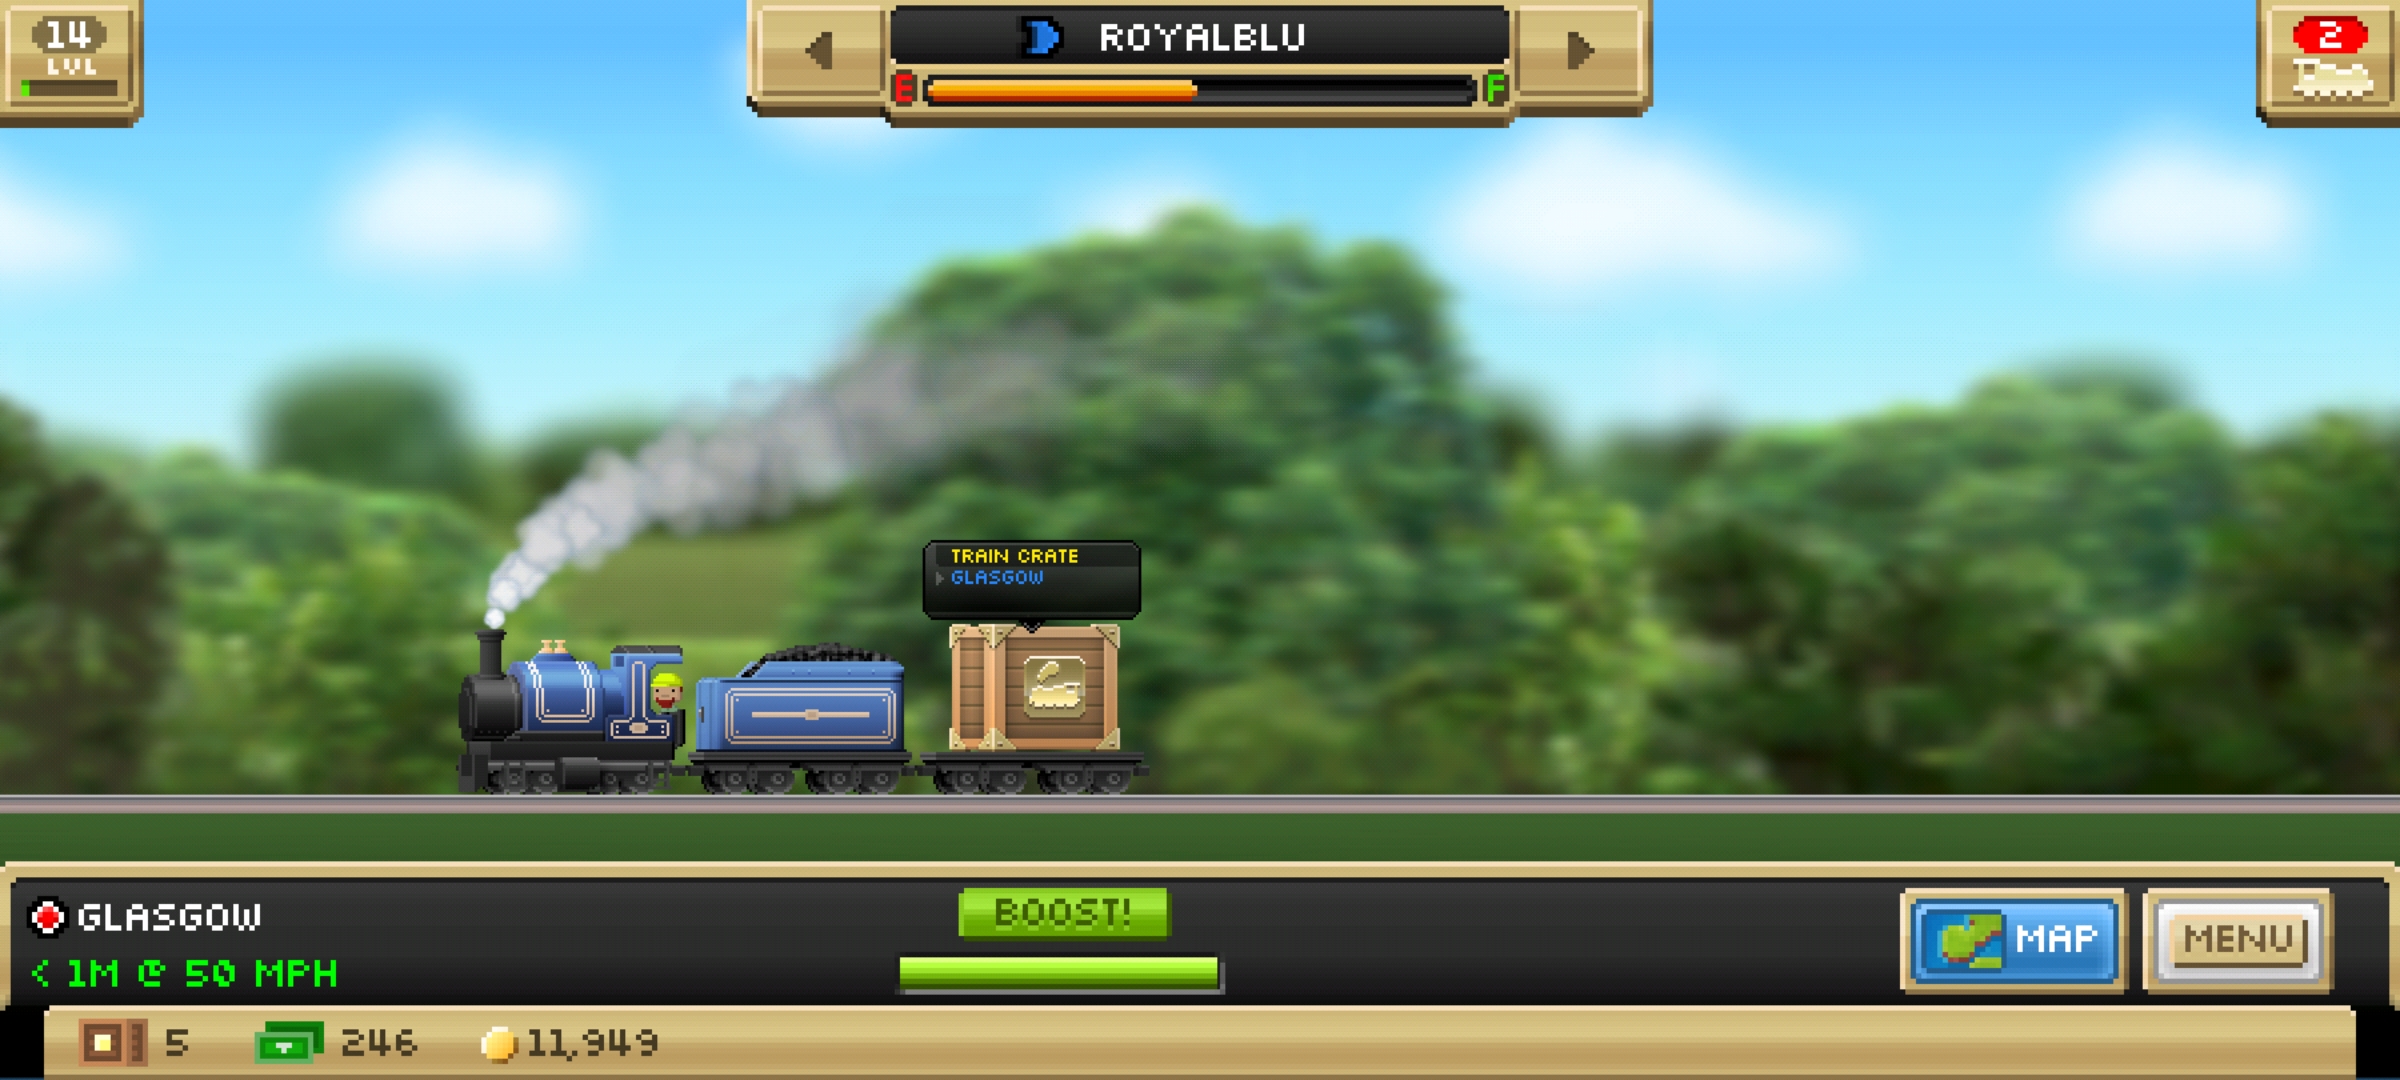 14
LVL
ROYALBLU
E F
2
TRAIN CRATE
GLASGOW
GLASGOW
< 1M @ 50 MPH
BOOST!
MAP
MENU
5 246 11,949